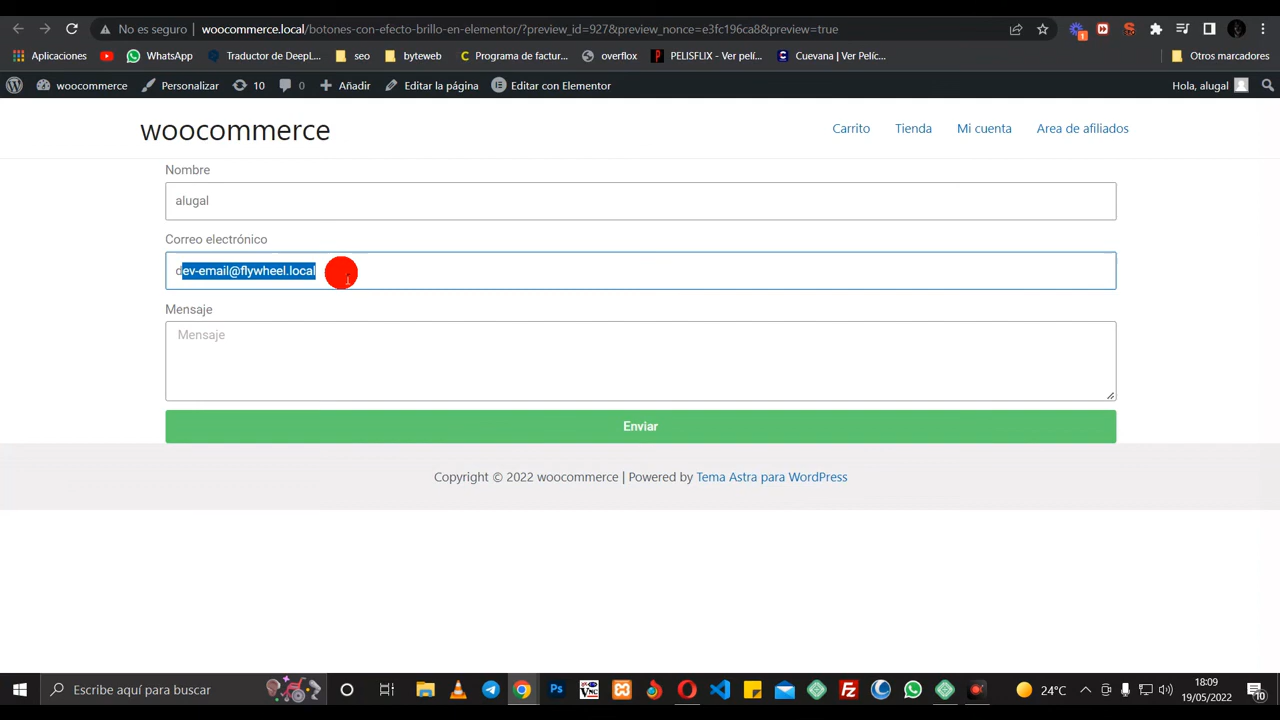 No es seguro woocommerce.local/botones-con-efecto-brillo-en-elementor/?preview_id=927&preview_nonce=e3fc196ca8&preview=true
Aplicaciones WhatsApp Traductor de DeepL... seo byteweb Programa de factur... overflox PELISFLIX - Ver pelí... Cuevana | Ver Pelíc... Otros marcadores
woocommerce Personalizar 10 0 Añadir Editar la página Editar con Elementor Hola, alugal
woocommerce Carrito Tienda Mi cuenta Area de afiliados
Nombre
alugal
Correo electrónico
dev-email@flywheel.local
Mensaje
Mensaje
Enviar
Copyright © 2022 woocommerce | Powered by Tema Astra para WordPress
Escribe aquí para buscar 24°C 18:09
19/05/2022